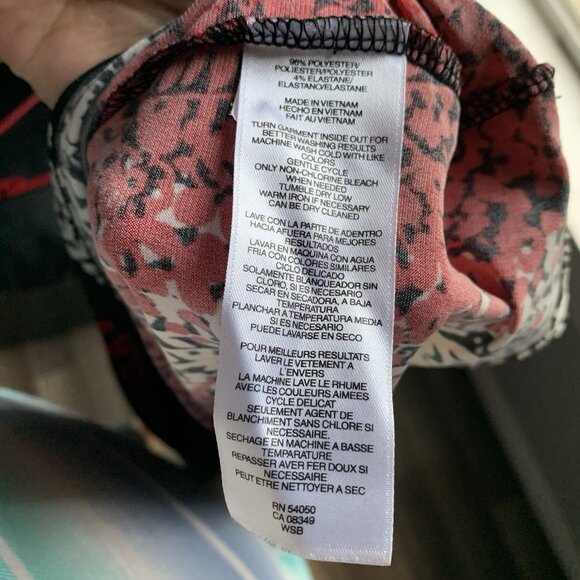 96% POLYESTER/
POLIESTER/POLYESTER
4% ELASTANE/
ELASTANO/ELASTANE
MADE IN VIETNAM
HECHO EN VIETNAM
FAIT AU VIETNAM
TURN GARMENT INSIDE OUT FOR
BETTER WASHING RESULTS
MACHINE WASH COLD WITH LIKE
COLORS
GENTLE CYCLE
ONLY NON-CHLORINE BLEACH
WHEN NEEDED
TUMBLE DRY LOW
WARM IRON IF NECESSARY
CAN BE DRY CLEANED
LAVE CON LA PARTE DE ADENTRO
HACIA AFUERA PARA MEJORES
RESULTADOS
LAVAR EN MAQUINA CON AGUA
FRIA CON COLORES SIMILARES
CICLO DELICADO
SOLAMENTE BLANQUEADOR SIN
CLORO, SI ES NECESARIO
SECAR EN SECADORA, A BAJA
TEMPERATURA
PLANCHAR A TEMPERATURA MEDIA
SI ES NECESARIO
PUEDE LAVARSE EN SECO
POUR MEILLEURS RESULTATS
LAVER LE VETEMENT A
L'ENVERS
LA MACHINE LAVE LE RHUME
AVEC LES COULEURS AIMEES
CYCLE DELICAT
SEULEMENT AGENT DE
BLANCHIMENT SANS CHLORE SI
NECESSAIRE.
SECHAGE EN MACHINE A BASSE
TEMPARATURE
REPASSER AVER FER DOUX SI
NECESSAIRE
PEUT ETRE NETTOYER A SEC
RN 54050
CA 08349
WSB